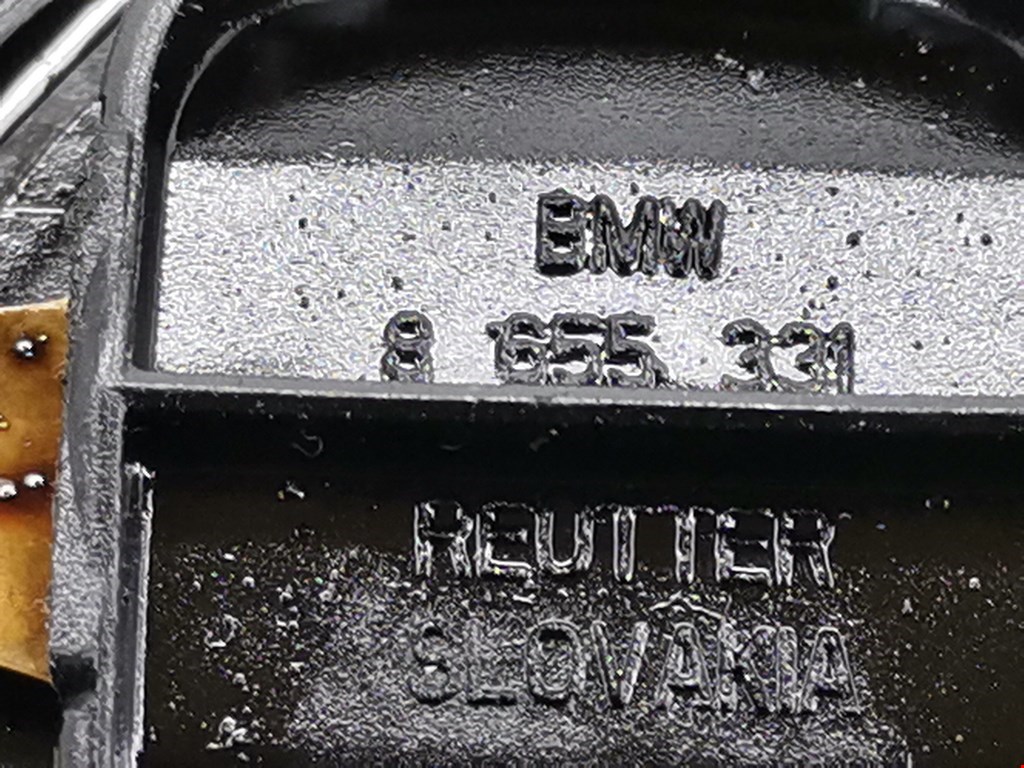 BMW
8 655 331
REUTTER
SLOVAKIA